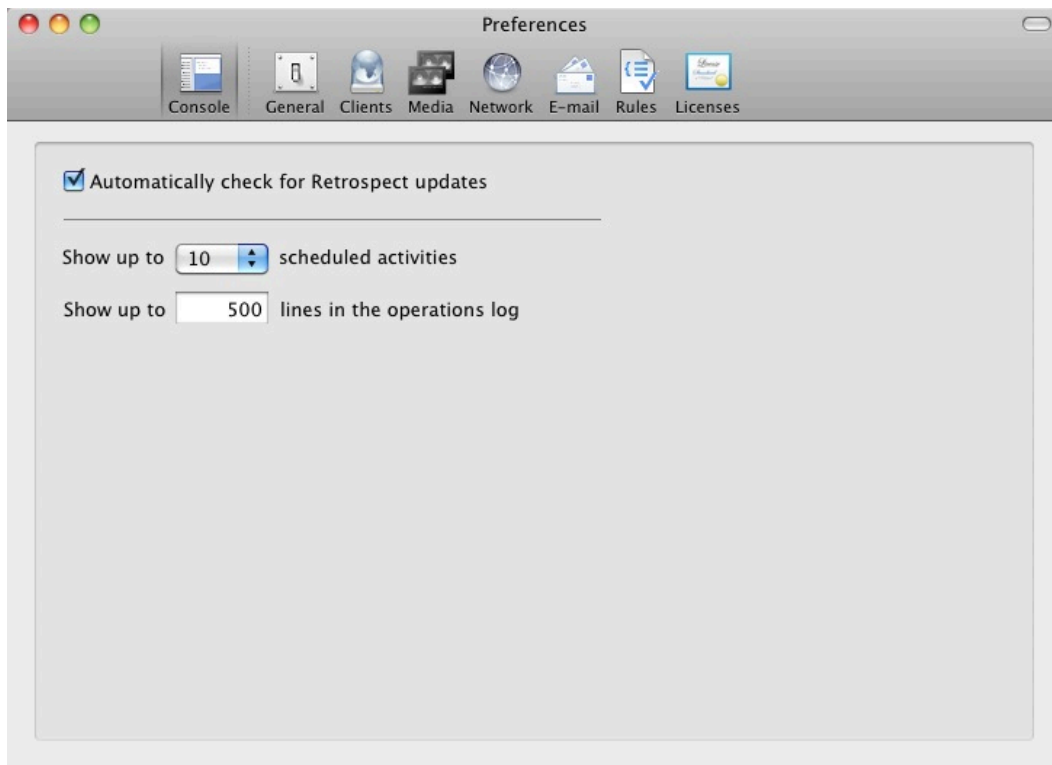 Preferences
Console General Clients Media Network E-mail Rules Licenses
Automatically check for Retrospect updates
Show up to 10 scheduled activities
Show up to 500 lines in the operations log